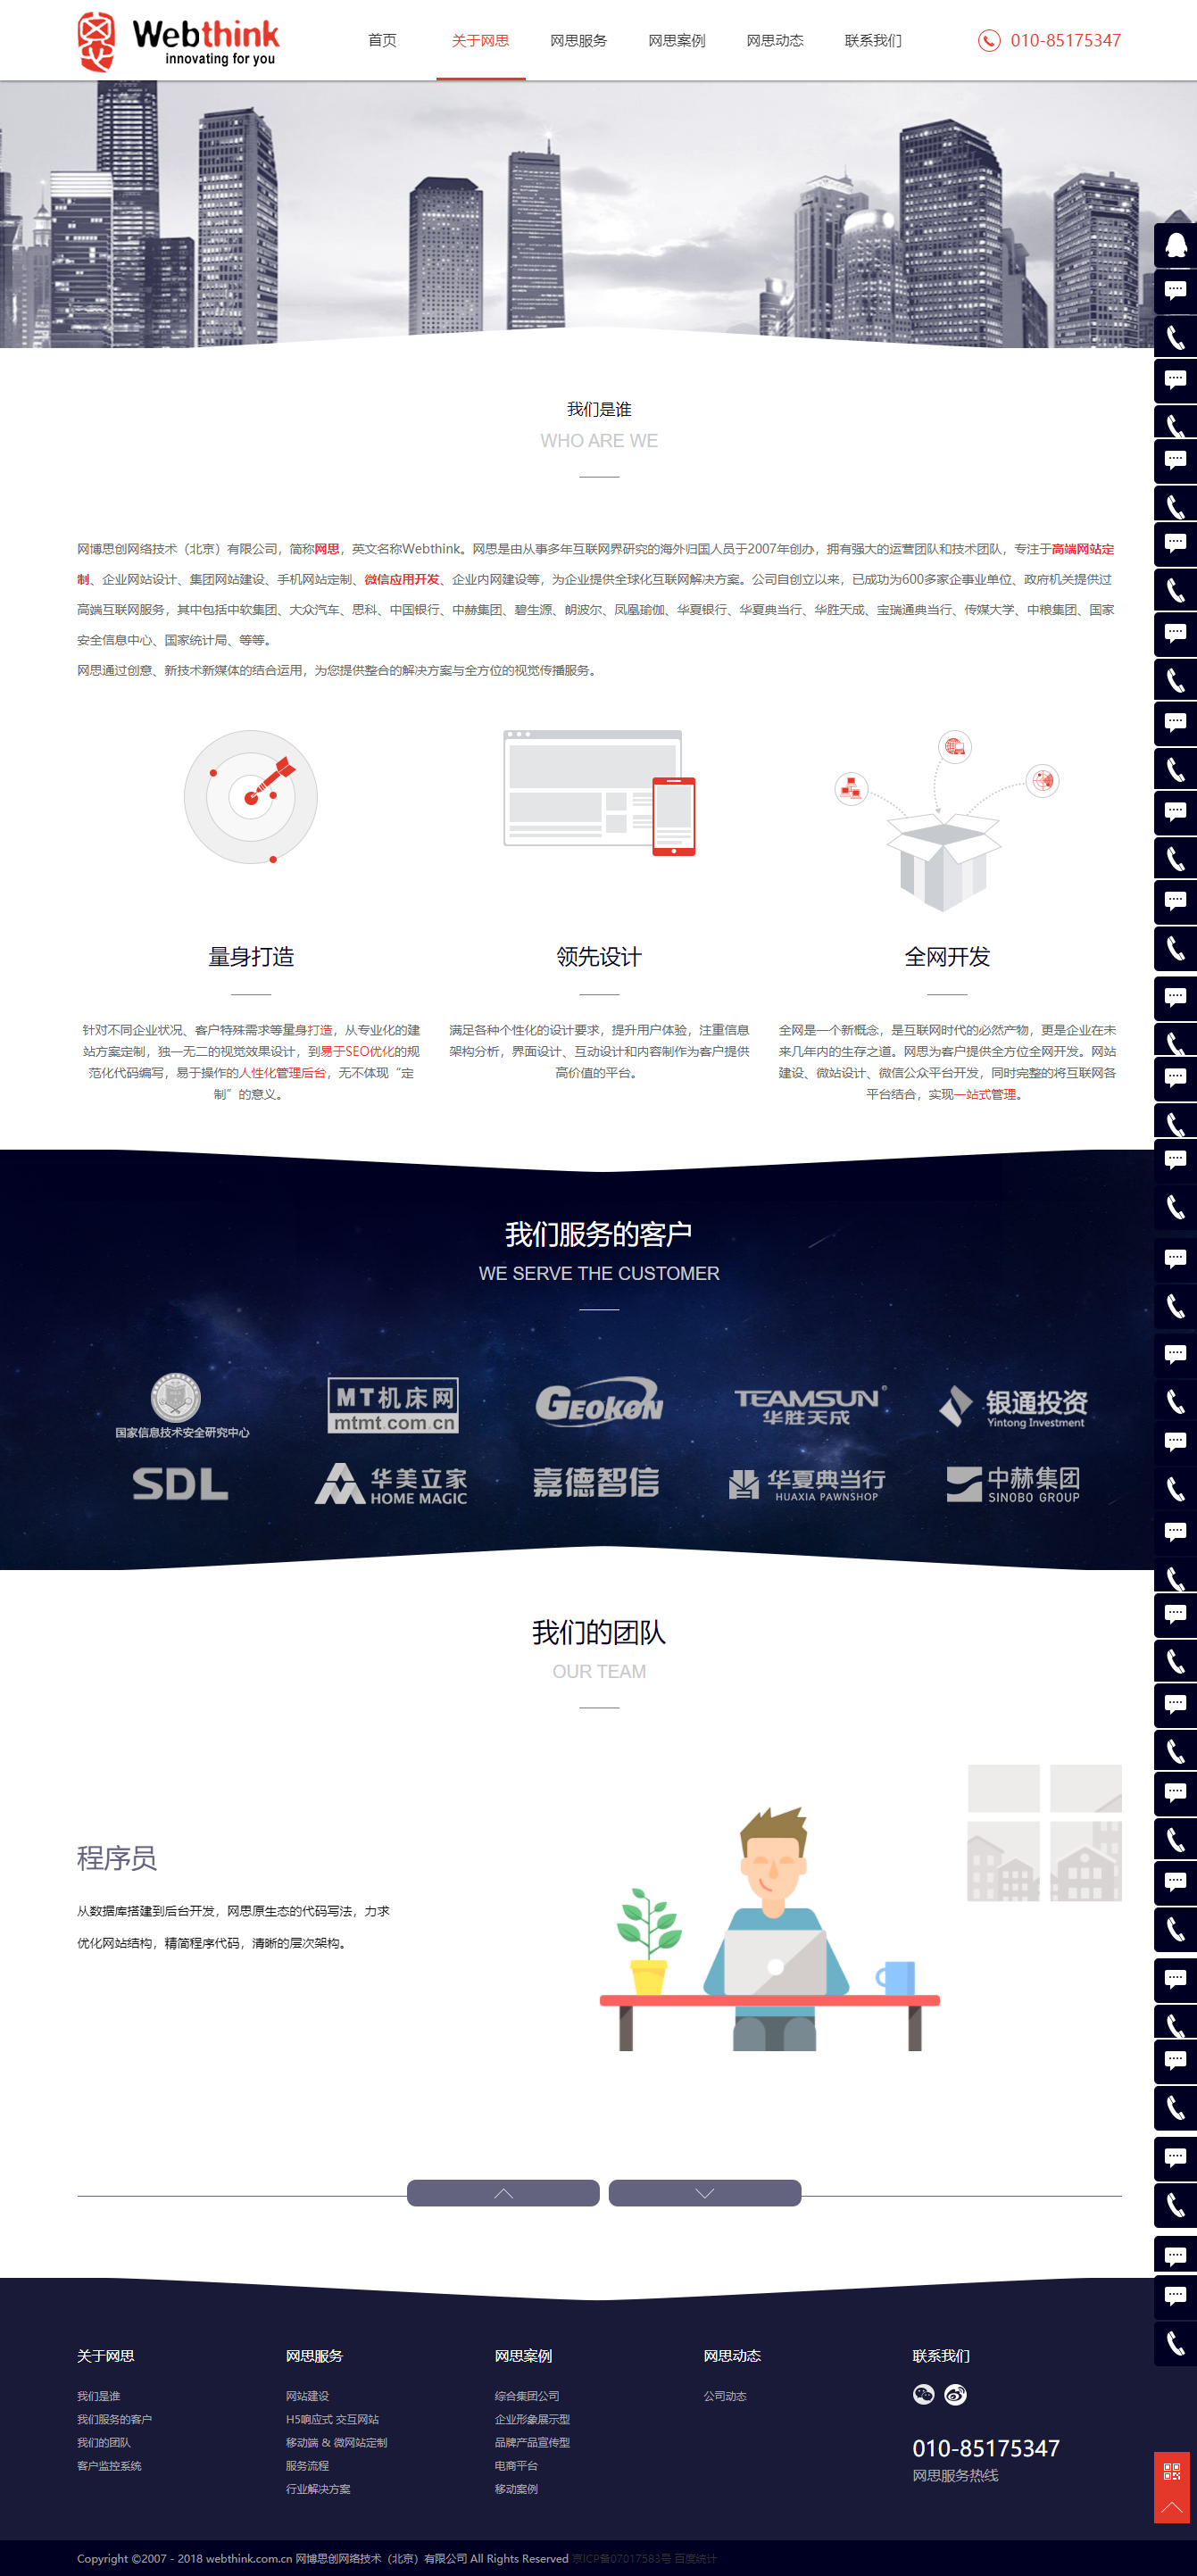 Webthink
innovating for you
首页
关于网思
网思服务
网思案例
网思动态
联系我们
010-85175347
我们是谁
WHO ARE WE
网博思创网络技术（北京）有限公司，简称网思，英文名称Webthink。网思是由从事多年互联网界研究的海外归国人员于2007年创办，拥有强大的运营团队和技术团队，专注于高端网站定
制、企业网站设计、集团网站建设、手机网站定制、微信应用开发、企业内网建设等，为企业提供全球化互联网解决方案。公司自创立以来，已成功为600多家企事业单位、政府机关提供过
高端互联网服务，其中包括中软集团、大众汽车、思科、中国银行、中赫集团、碧生源、朗波尔、凤凰瑜伽、华夏银行、华夏典当行、华胜天成、宝瑞通典当行、传媒大学、中粮集团、国家
安全信息中心、国家统计局、等等。
网思通过创意、新技术新媒体的结合运用，为您提供整合的解决方案与全方位的视觉传播服务。
量身打造
针对不同企业状况、客户特殊需求等量身打造，从专业化的建
站方案定制，独一无二的视觉效果设计，到易于SEO优化的规
范化代码编写，易于操作的人性化管理后台，无不体现“定
制”的意义。
领先设计
满足各种个性化的设计要求，提升用户体验，注重信息
架构分析，界面设计、互动设计和内容制作为客户提供
高价值的平台。
全网开发
全网是一个新概念，是互联网时代的必然产物，更是企业在未
来几年内的生存之道。网思为客户提供全方位全网开发。网站
建设、微站设计、微信公众平台开发，同时完整的将互联网各
平台结合，实现一站式管理。
我们服务的客户
WE SERVE THE CUSTOMER
国家信息技术安全研究中心
MT机床网
mtmt.com.cn
GEOKON
TEAMSUN®
华胜天成
银通投资
Yintong Investment
SDL
华美立家
HOME MAGIC
嘉德智信
华夏典当行
HUAXIA PAWNSHOP
中赫集团
SINOBO GROUP
我们的团队
OUR TEAM
程序员
从数据库搭建到后台开发，网思原生态的代码写法，力求
优化网站结构，精简程序代码，清晰的层次架构。
关于网思
我们是谁
我们服务的客户
我们的团队
客户监控系统
网思服务
网站建设
H5响应式 交互网站
移动端 & 微网站定制
服务流程
行业解决方案
网思案例
综合集团公司
企业形象展示型
品牌产品宣传型
电商平台
移动案例
网思动态
公司动态
联系我们
010-85175347
网思服务热线
Copyright ©2007 - 2018 webthink.com.cn 网博思创网络技术（北京）有限公司 All Rights Reserved 京ICP备07017583号 百度统计